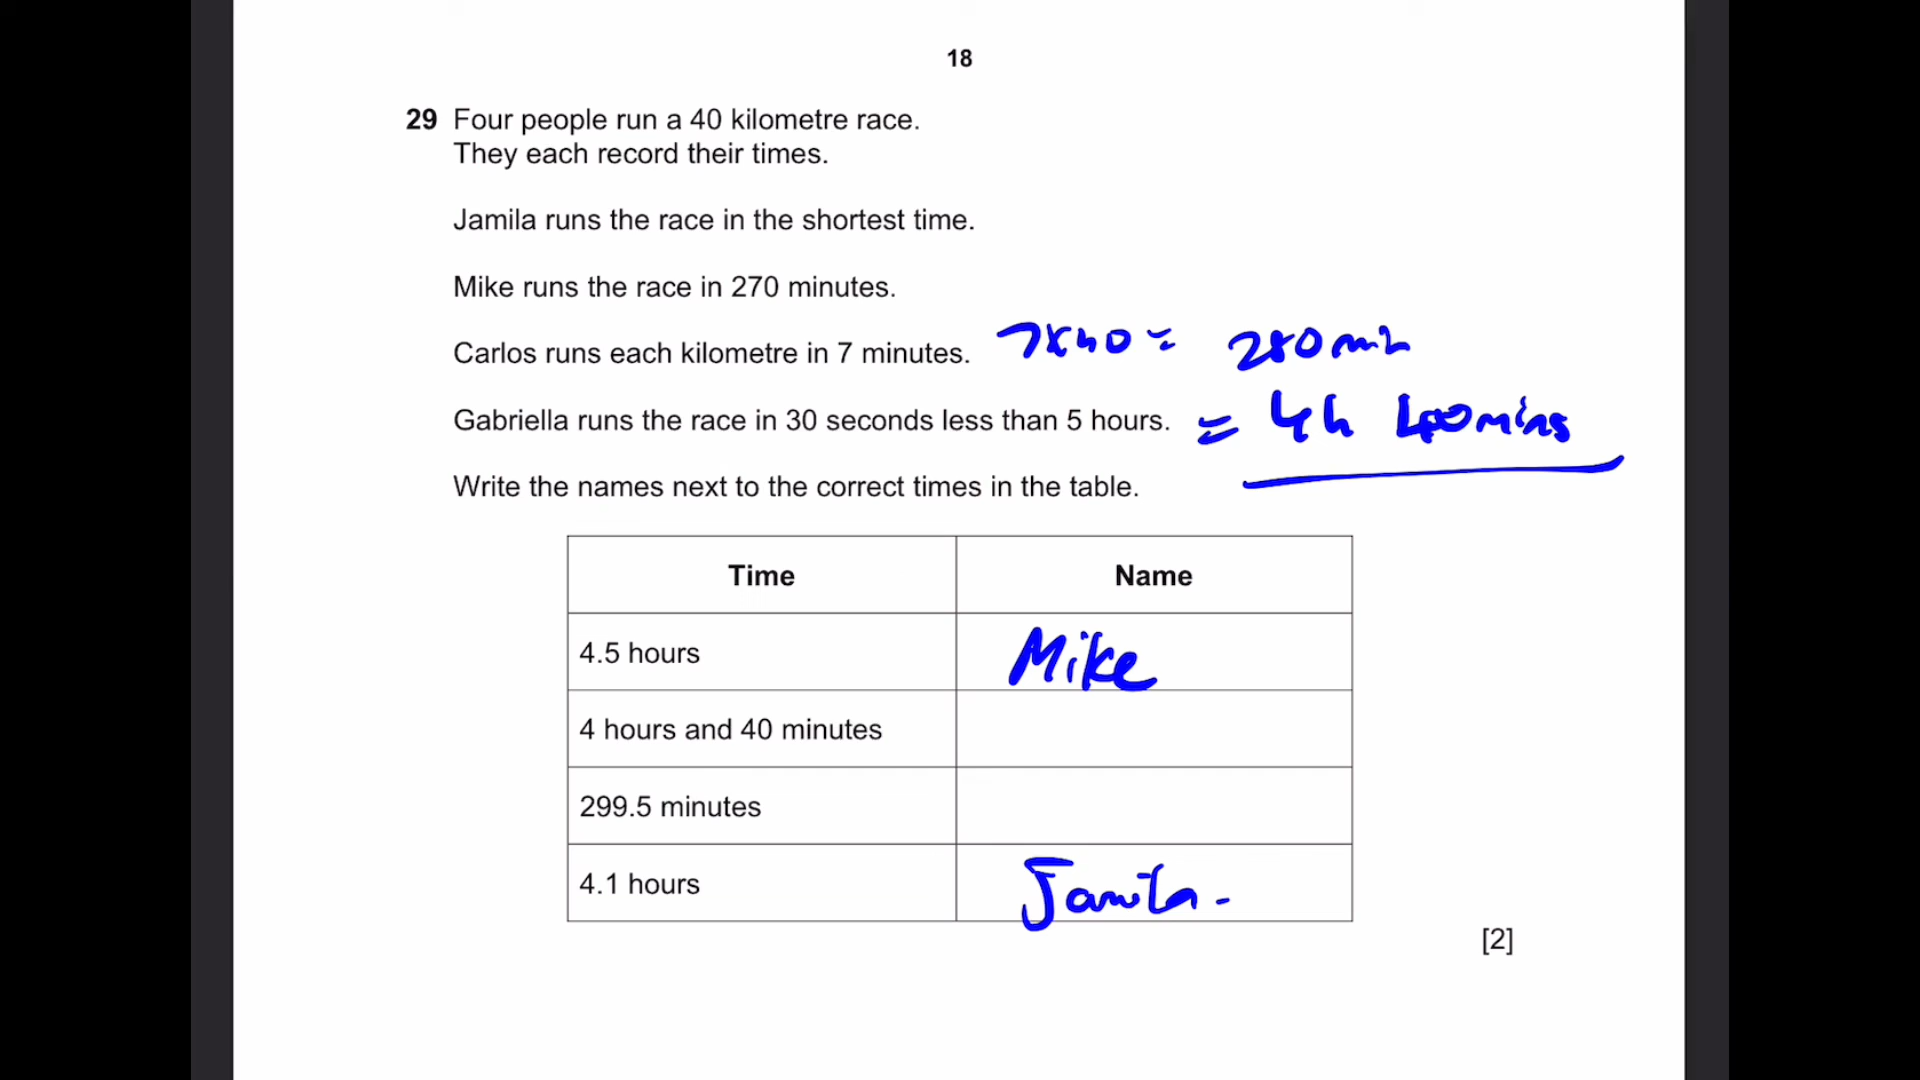 18
29 Four people run a 40 kilometre race.
They each record their times.
Jamila runs the race in the shortest time.
Mike runs the race in 270 minutes.
Carlos runs each kilometre in 7 minutes. 7x40 = 280 min
Gabriella runs the race in 30 seconds less than 5 hours. = 4h 40mins
Write the names next to the correct times in the table.
Time Name
4.5 hours Mike
4 hours and 40 minutes
299.5 minutes
4.1 hours Jamila.
[2]